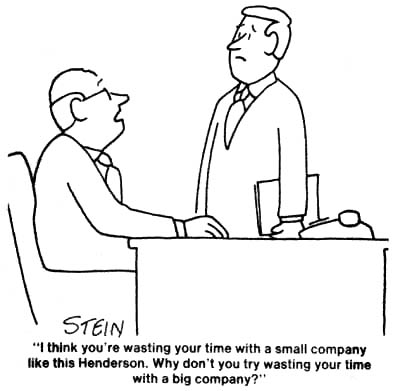 STEIN
"I think you're wasting your time with a small company
like this Henderson. Why don't you try wasting your time
with a big company?"